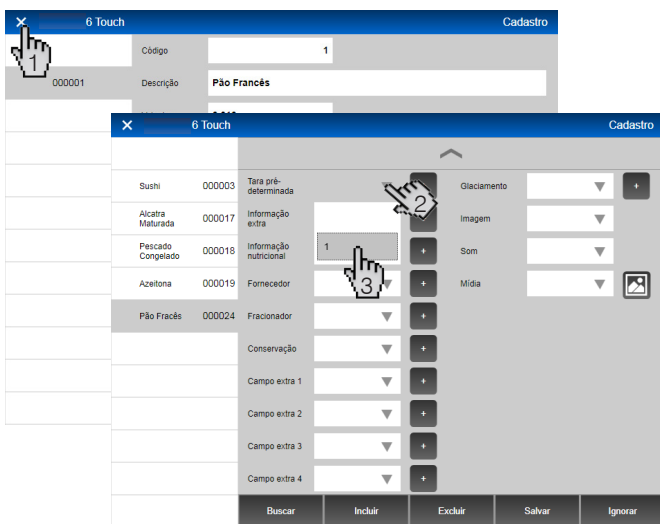 6 Touch Cadastro
Código 1
1
000001 Descrição Pão Francês
6 Touch Cadastro
Sushi 000003 Tara pré-
determinada Glaciamento +
2
Alcatra
Maturada 000017 Informação
extra Imagem
Pescado
Congelado 000018 Informação
nutricional 1 + Som
3
Azeitona 000019 Fornecedor + Mídia
Pão Fracês 000024 Fracionador +
Conservação +
Campo extra 1 +
Campo extra 2 +
Campo extra 3 +
Campo extra 4 +
Buscar Incluir Excluir Salvar Ignorar